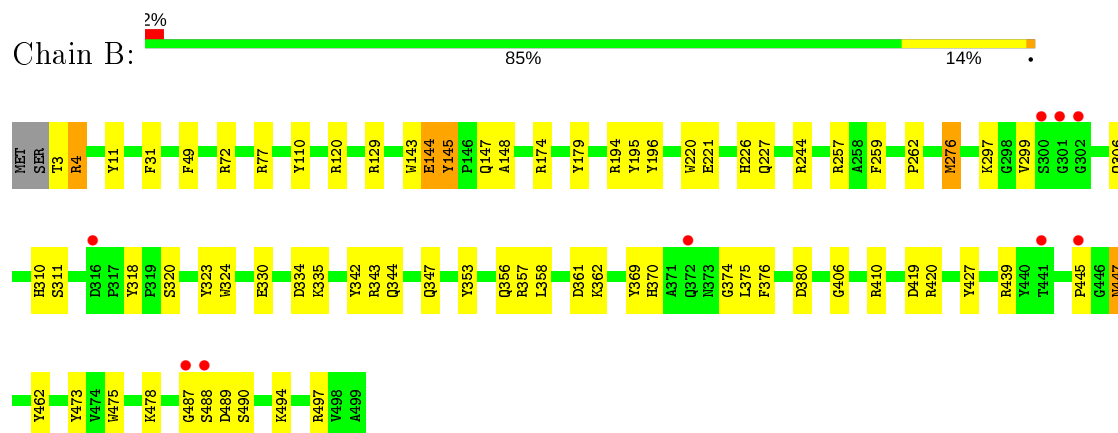 2%
Chain B:
85% 14% •
MET SER T3 R4 Y11 F31 F49 R72 R77 Y110 R120 R129 W143 E144 Y145 P146 Q147 A148 R174 Y179 R194 Y195 Y196 W220 E221 H226 Q227 R244 R257 A258 F259 P262 M276 K297 G298 V299 S300 G301 G302
H310 S311 D316 P317 Y318 P319 S320 Y323 W324 E330 D334 K335 Y342 R343 Q344 Q347 Y353 Q356 R357 L358 D361 K362 Y369 H370 A371 Q372 N373 G374 L375 F376 D380 G406 R410 D419 R420 Y427 R439 Y440 T441 P445 G446
Y462 Y473 V474 W475 K478 G487 S488 D489 S490 K494 R497 V498 A499